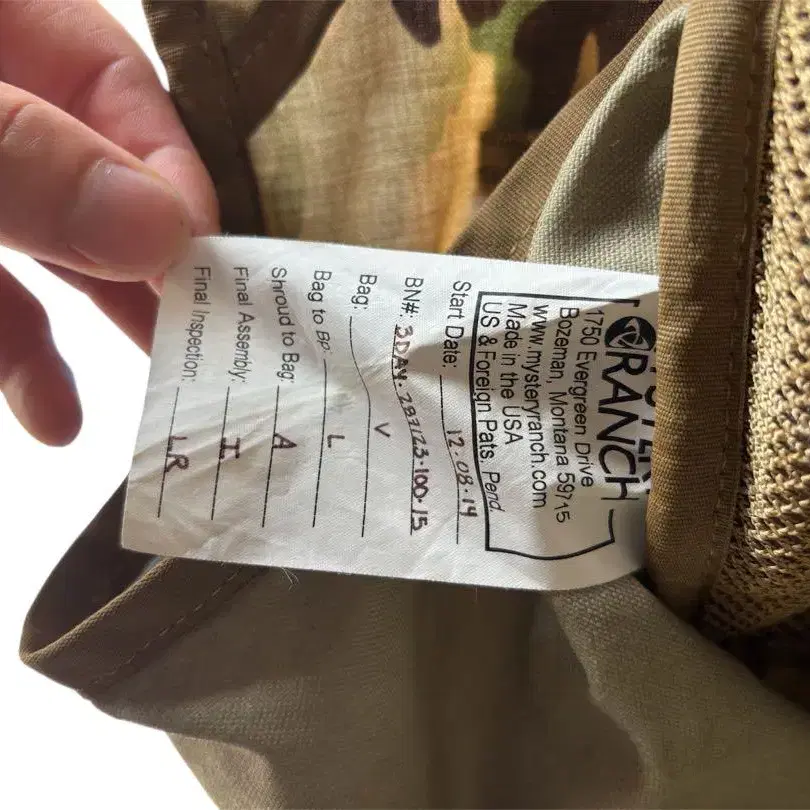 RANCH
1750 Evergreen Drive
Bozeman, Montana 59715
www.mysteryranch.com
Made in the USA
US & Foreign Pats. Pend.
Start Date: 12.08.14
BN#: 3DAY.787123.100.15
Bag: V
Bag to Bp: L
Shroud to Bag: A
Final Assembly: I
Final Inspection: LR